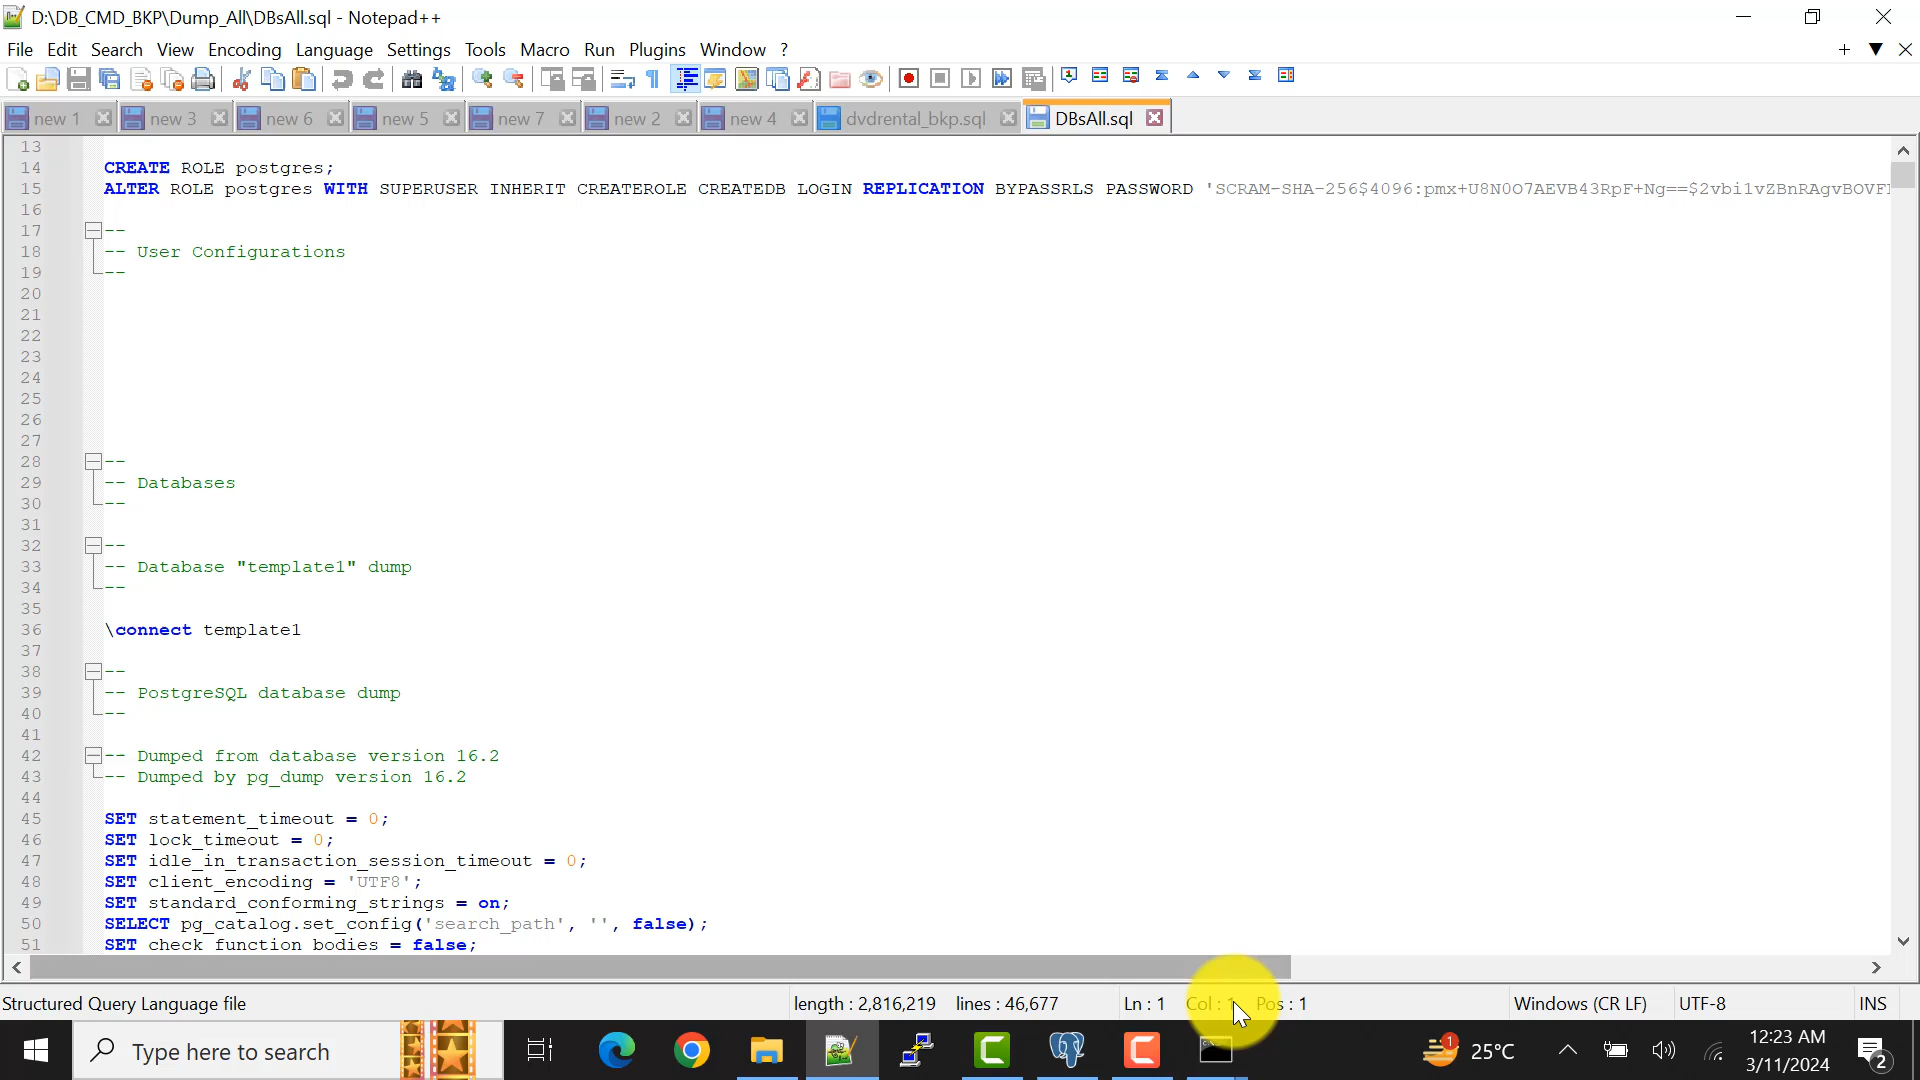 D:\DB_CMD_BKP\Dump_All\DBsAll.sql - Notepad++
File Edit Search View Encoding Language Settings Tools Macro Run Plugins Window ?
new 1 new 3 new 6 new 5 new 7 new 2 new 4 dvdrental_bkp.sql DBsAll.sql
13
14 CREATE ROLE postgres;
15 ALTER ROLE postgres WITH SUPERUSER INHERIT CREATEROLE CREATEDB LOGIN REPLICATION BYPASSRLS PASSWORD 'SCRAM-SHA-256$4096:pmx+U8N0O7AEVB43RpF+Ng==$2vbi1vZBnRAgvBOVF
16
17 --
18 -- User Configurations
19 --
20
21
22
23
24
25
26
27
28 --
29 -- Databases
30 --
31
32 --
33 -- Database "template1" dump
34 --
35
36 \connect template1
37
38 --
39 -- PostgreSQL database dump
40 --
41
42 -- Dumped from database version 16.2
43 -- Dumped by pg_dump version 16.2
44
45 SET statement_timeout = 0;
46 SET lock_timeout = 0;
47 SET idle_in_transaction_session_timeout = 0;
48 SET client_encoding = 'UTF8';
49 SET standard_conforming_strings = on;
50 SELECT pg_catalog.set_config('search_path', '', false);
51 SET check_function_bodies = false;
Structured Query Language file length : 2,816,219 lines : 46,677 Ln : 1 Col : 1 Pos : 1 Windows (CR LF) UTF-8 INS
Type here to search 1 25°C 12:23 AM
3/11/2024 2